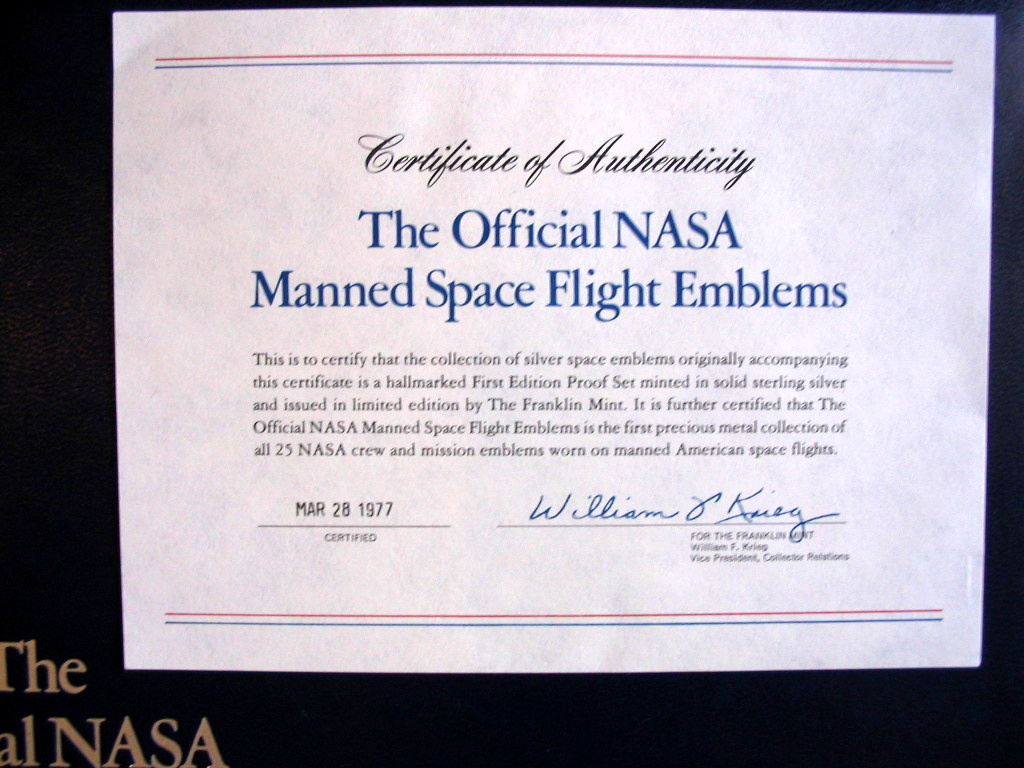 Certificate of Authenticity
The Official NASA
Manned Space Flight Emblems
This is to certify that the collection of silver space emblems originally accompanying
this certificate is a hallmarked First Edition Proof Set minted in solid sterling silver
and issued in limited edition by The Franklin Mint. It is further certified that The
Official NASA Manned Space Flight Emblems is the first precious metal collection of
all 25 NASA crew and mission emblems worn on manned American space flights.
MAR 28 1977
CERTIFIED
William F Krieg
FOR THE FRANKLIN MINT
William F. Krieg
Vice President, Collector Relations
The
al NASA